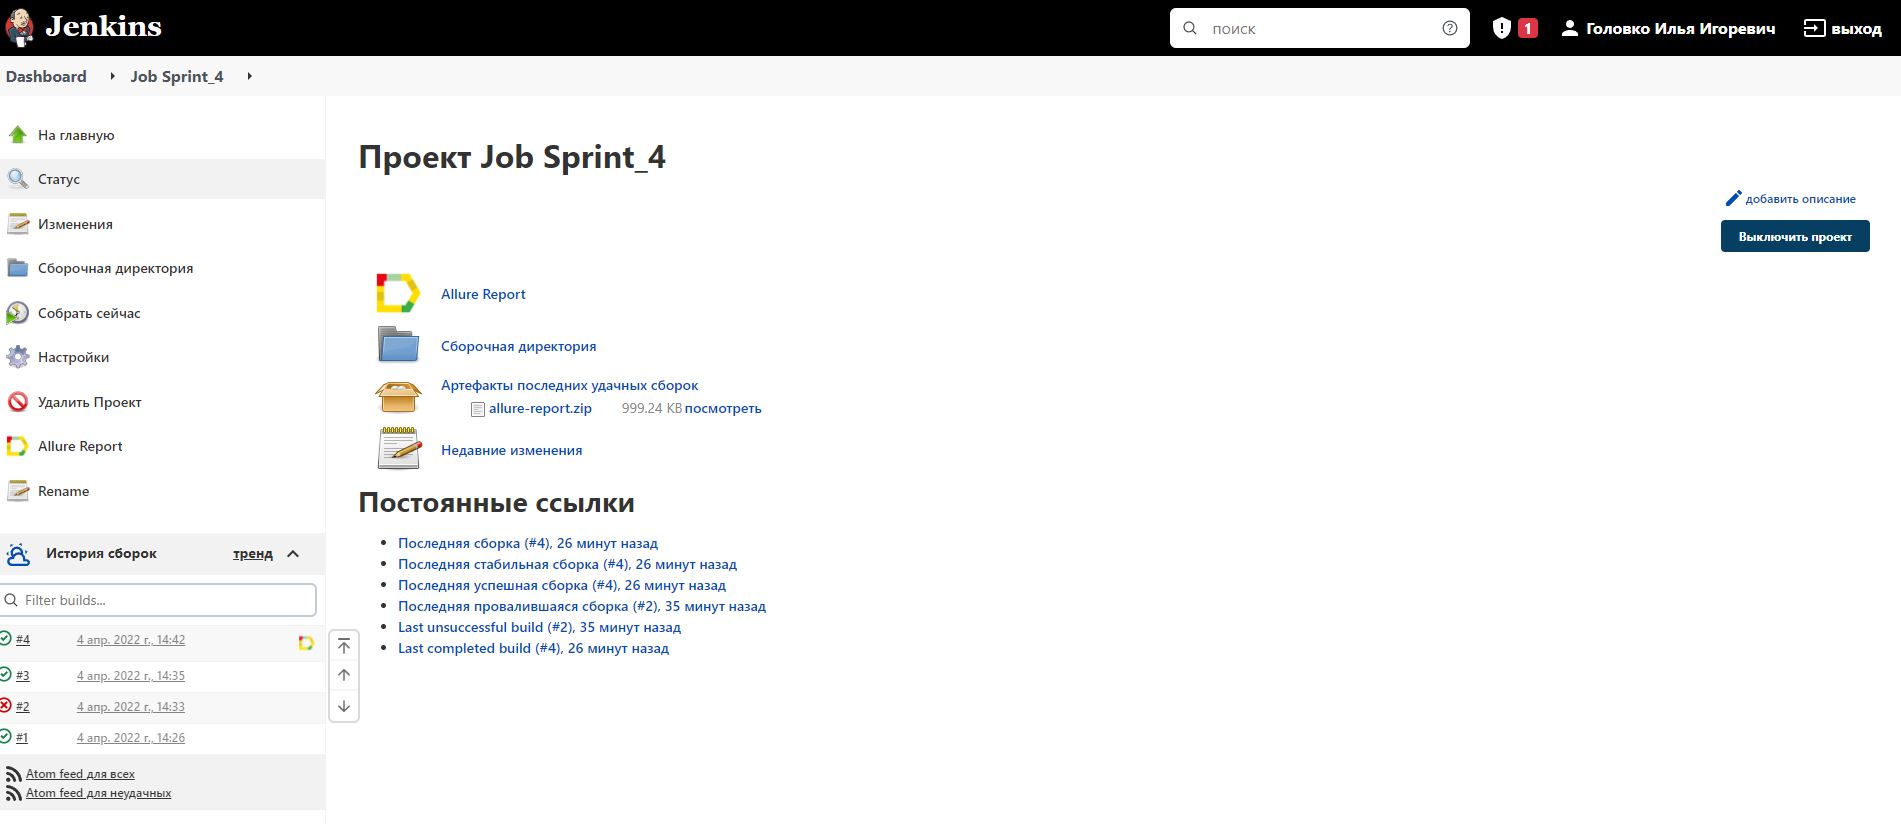 Jenkins
поиск
1
Головко Илья Игоревич
выход
Dashboard
Job Sprint_4
На главную
Статус
Изменения
Сборочная директория
Собрать сейчас
Настройки
Удалить Проект
Allure Report
Rename
История сборок
тренд
Filter builds...
#4 4 апр. 2022 г., 14:42
#3 4 апр. 2022 г., 14:35
#2 4 апр. 2022 г., 14:33
#1 4 апр. 2022 г., 14:26
Atom feed для всех
Atom feed для неудачных
Проект Job Sprint_4
добавить описание
Выключить проект
Allure Report
Сборочная директория
Артефакты последних удачных сборок
allure-report.zip 999.24 KB посмотреть
Недавние изменения
Постоянные ссылки
Последняя сборка (#4), 26 минут назад
Последняя стабильная сборка (#4), 26 минут назад
Последняя успешная сборка (#4), 26 минут назад
Последняя провалившаяся сборка (#2), 35 минут назад
Last unsuccessful build (#2), 35 минут назад
Last completed build (#4), 26 минут назад